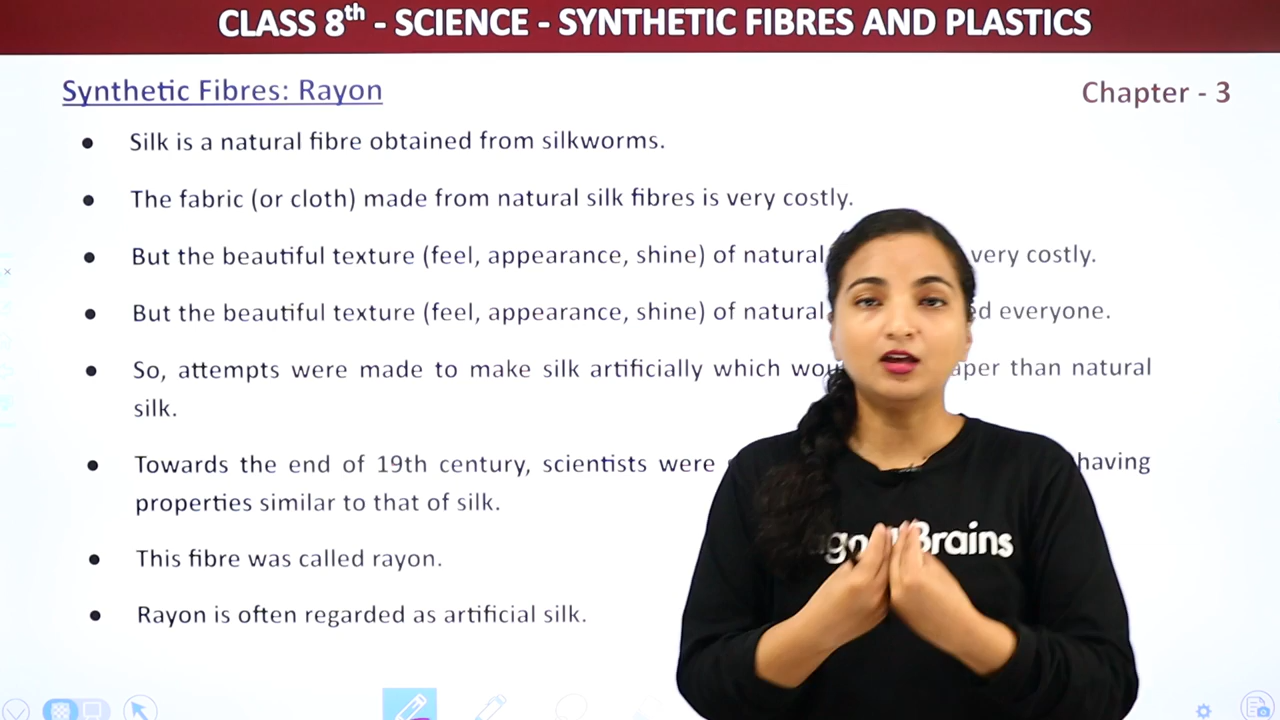 CLASS 8th - SCIENCE - SYNTHETIC FIBRES AND PLASTICS
Synthetic Fibres: Rayon
Chapter - 3
Silk is a natural fibre obtained from silkworms.
The fabric (or cloth) made from natural silk fibres is very costly.
But the beautiful texture (feel, appearance, shine) of natural very costly.
But the beautiful texture (feel, appearance, shine) of natural everyone.
So, attempts were made to make silk artificially which than natural
silk.
Towards the end of 19th century, scientists were having
properties similar to that of silk.
This fibre was called rayon.
Rayon is often regarded as artificial silk.
Brains